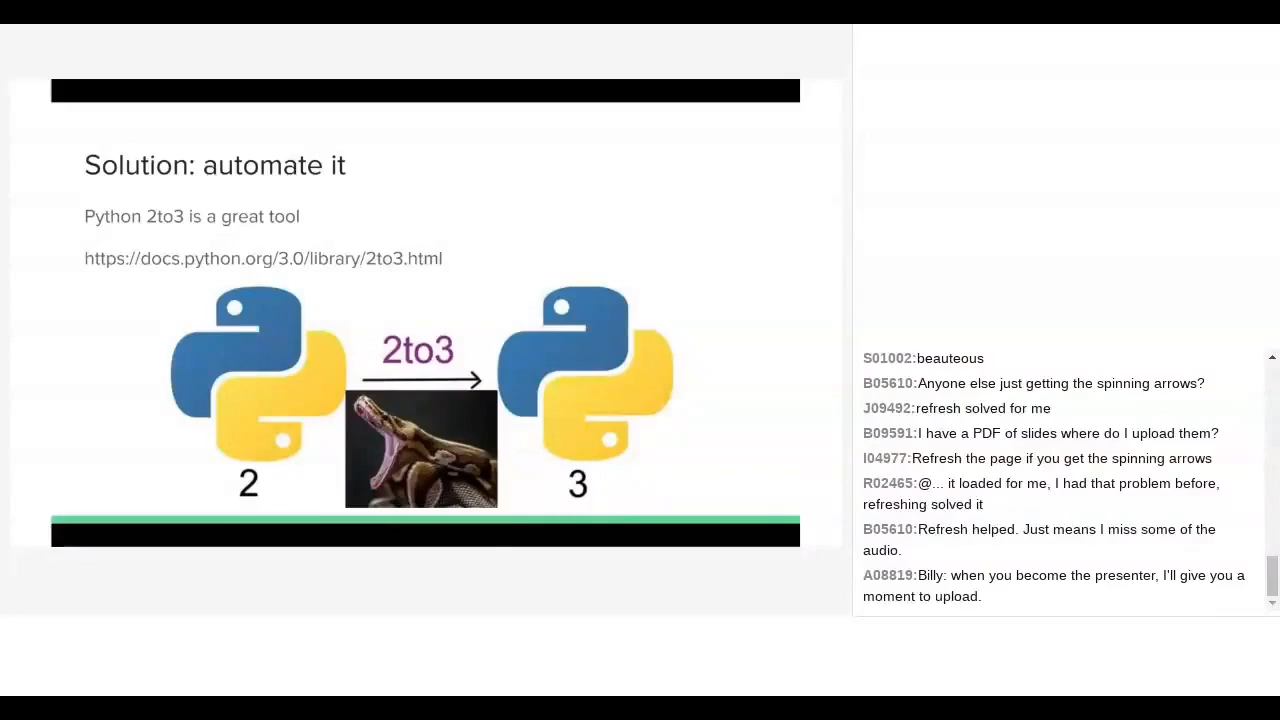 Solution: automate it
Python 2to3 is a great tool
https://docs.python.org/3.0/library/2to3.html
2to3
2
3
S01002:beauteous
B05610:Anyone else just getting the spinning arrows?
J09492:refresh solved for me
B09591:I have a PDF of slides where do I upload them?
I04977:Refresh the page if you get the spinning arrows
R02465:@... it loaded for me, I had that problem before,
refreshing solved it
B05610:Refresh helped. Just means I miss some of the
audio.
A08819:Billy: when you become the presenter, I'll give you a
moment to upload.